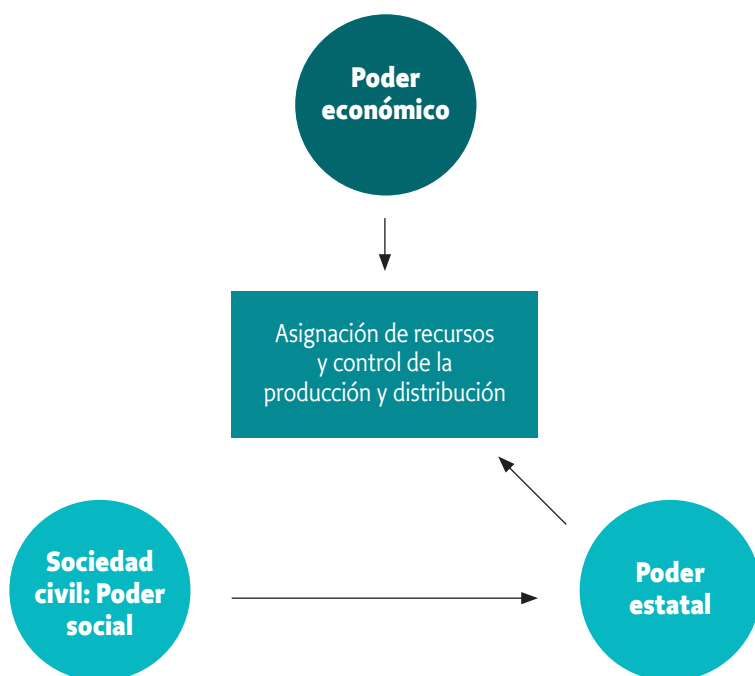 Poder
económico
Asignación de recursos
y control de la
producción y distribución
Sociedad
civil: Poder
social
Poder
estatal